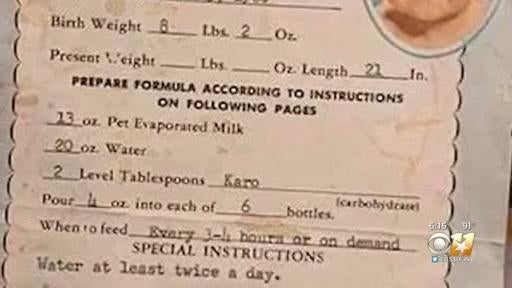 Birth Weight 8 Lbs. 2 Oz.
Present Weight Lbs. Oz. Length 21 In.
PREPARE FORMULA ACCORDING TO INSTRUCTIONS
ON FOLLOWING PAGES
13 oz. Pet Evaporated Milk
20 oz. Water
2 Level Tablespoons Karo
(carbohydrate)
Pour 4 oz. into each of 6 bottles.
When to feed Every 3-4 hours or on demand
SPECIAL INSTRUCTIONS
Water at least twice a day.
6:16 91
CBS 11